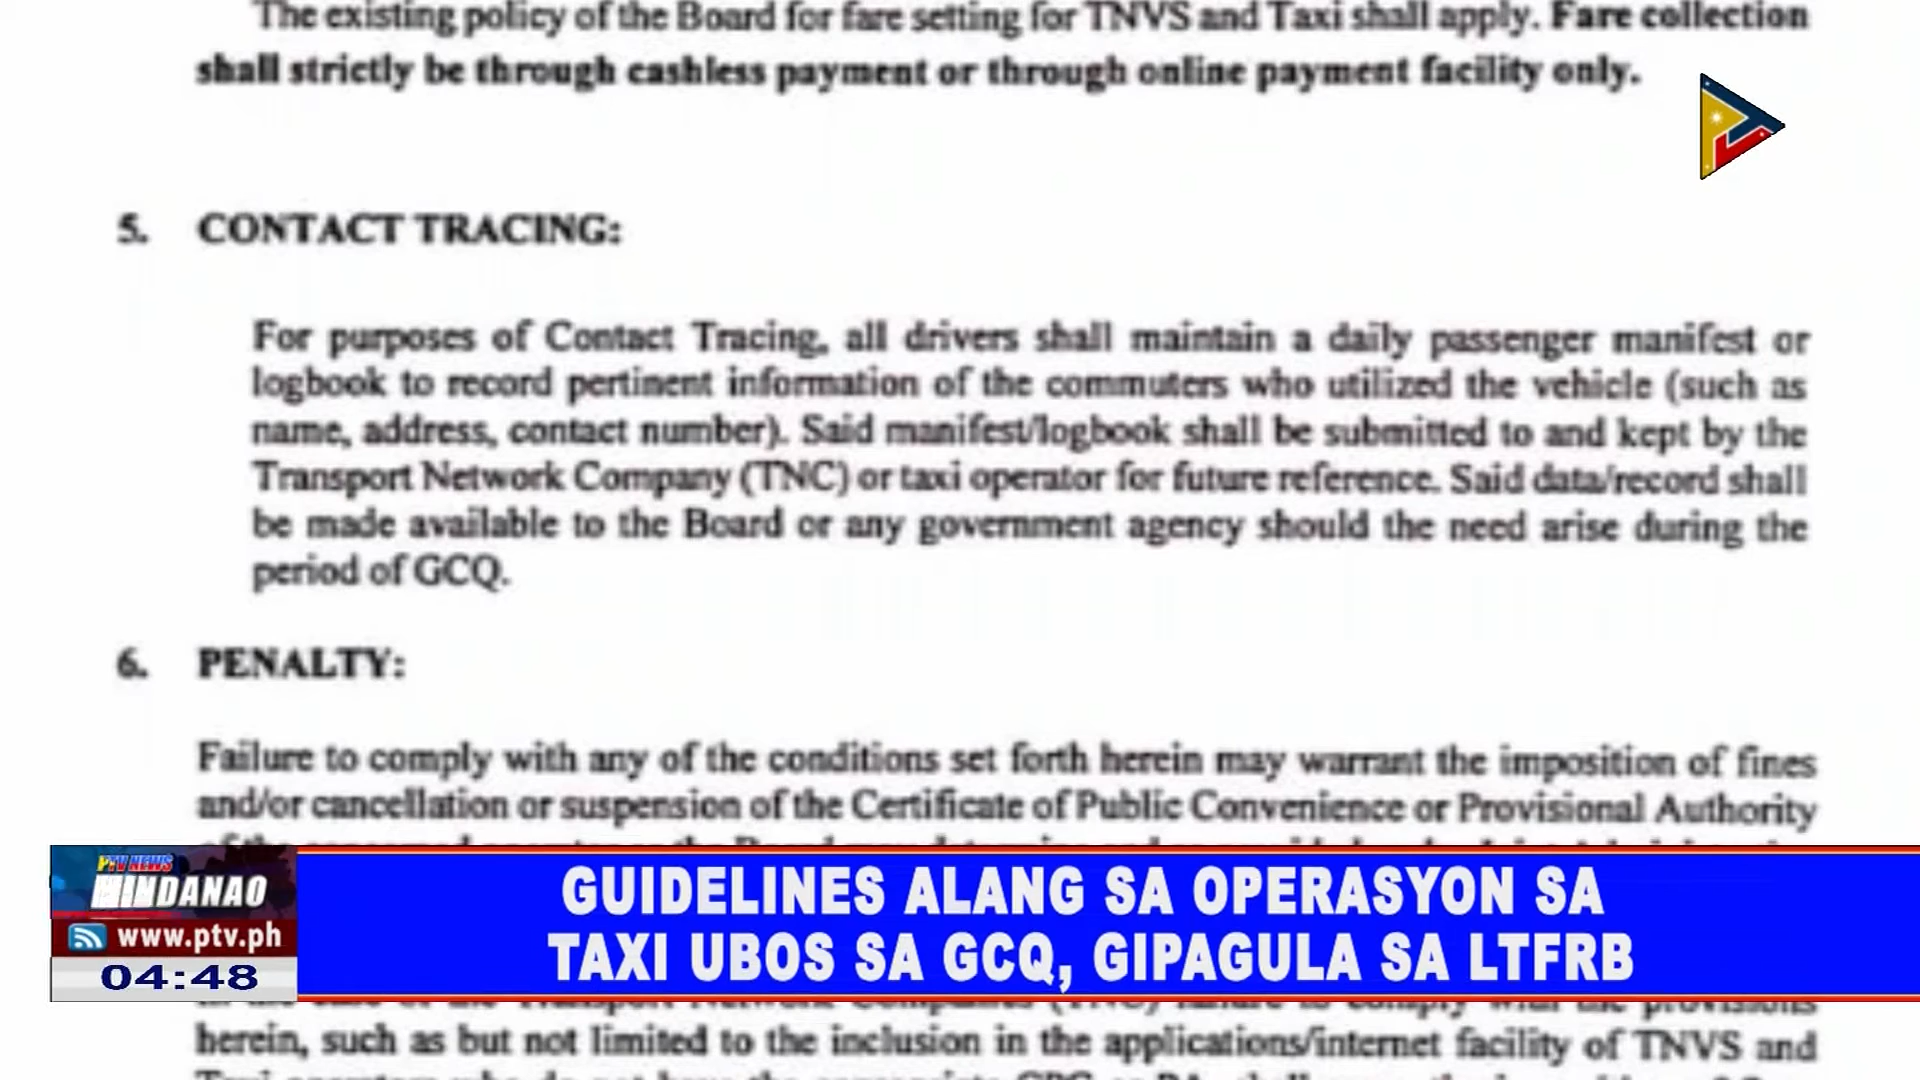 The existing policy of the Board for fare setting for TNVS and Taxi shall apply. Fare collection
shall strictly be through cashless payment or through online payment facility only.
5. CONTACT TRACING:
For purposes of Contact Tracing, all drivers shall maintain a daily passenger manifest or
logbook to record pertinent information of the commuters who utilized the vehicle (such as
name, address, contact number). Said manifest/logbook shall be submitted to and kept by the
Transport Network Company (TNC) or taxi operator for future reference. Said data/record shall
be made available to the Board or any government agency should the need arise during the
period of GCQ.
6. PENALTY:
Failure to comply with any of the conditions set forth herein may warrant the imposition of fines
and/or cancellation or suspension of the Certificate of Public Convenience or Provisional Authority
PTV NEWS
MINDANAO
www.ptv.ph
04:48
GUIDELINES ALANG SA OPERASYON SA
TAXI UBOS SA GCQ, GIPAGULA SA LTFRB
herein, such as but not limited to the inclusion in the applications/internet facility of TNVS and